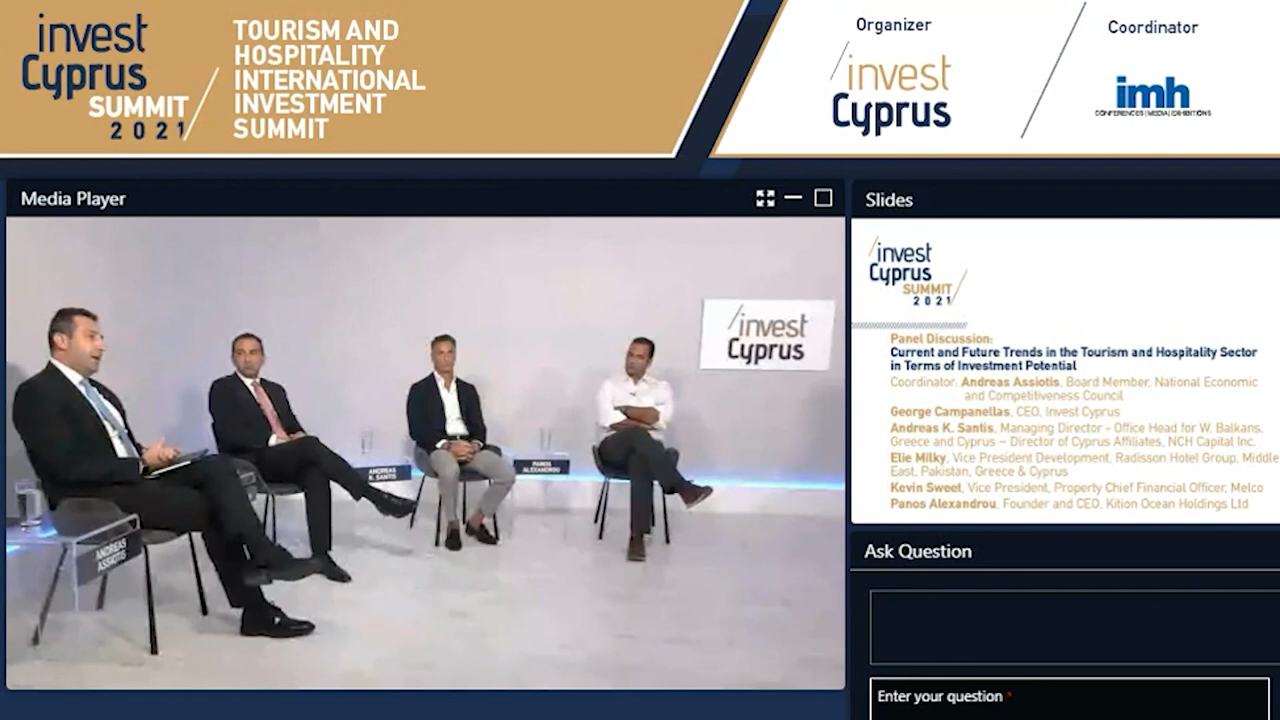 invest
Cyprus
SUMMIT
2021
TOURISM AND
HOSPITALITY
INTERNATIONAL
INVESTMENT
SUMMIT
Organizer
invest
Cyprus
Coordinator
imh
CONFERENCES | MEDIA | EXHIBITIONS
Media Player
invest
Cyprus
ANDREAS
K. SANTIS
PANOS
ALEXANDROU
ANDREAS
ASSIOTIS
Slides
invest
Cyprus
SUMMIT
2021
Panel Discussion:
Current and Future Trends in the Tourism and Hospitality Sector
in Terms of Investment Potential
Coordinator: Andreas Assiotis, Board Member, National Economic
and Competitiveness Council
George Campanellas, CEO, Invest Cyprus
Andreas K. Santis, Managing Director - Office Head for W. Balkans,
Greece and Cyprus – Director of Cyprus Affiliates, NCH Capital Inc.
Elie Milky, Vice President Development, Radisson Hotel Group, Middle
East, Pakistan, Greece & Cyprus
Kevin Sweet, Vice President, Property Chief Financial Officer, Melco
Panos Alexandrou, Founder and CEO, Kition Ocean Holdings Ltd
Ask Question
Enter your question *